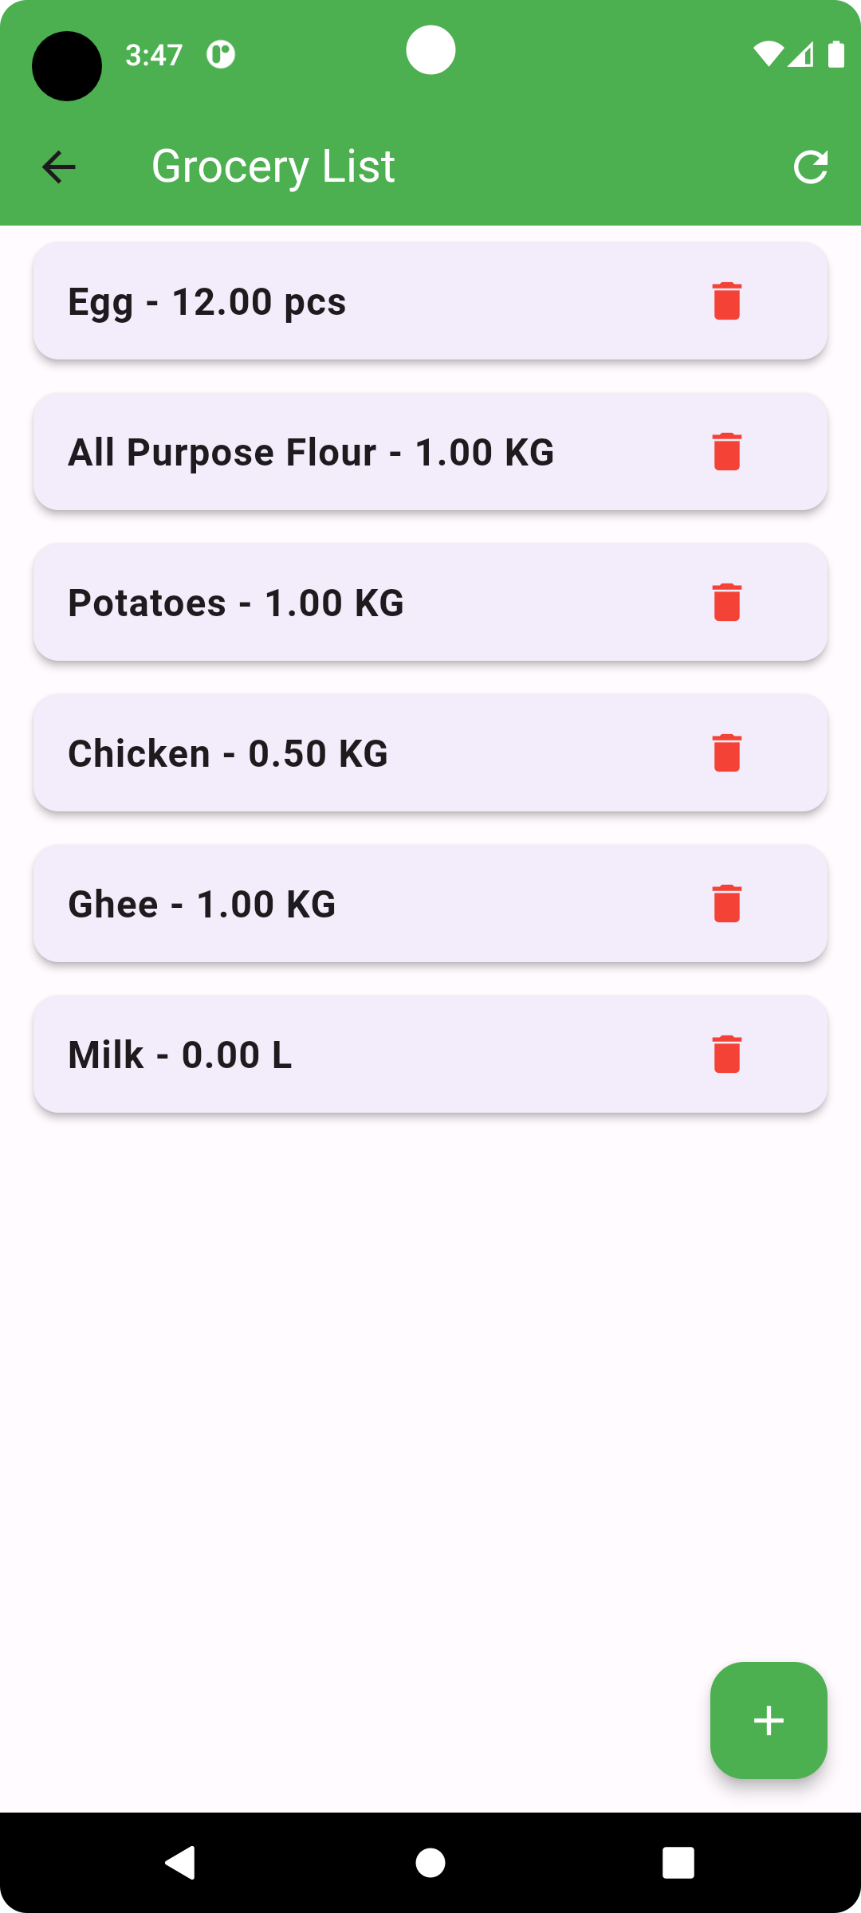 3:47
Grocery List
Egg - 12.00 pcs
All Purpose Flour - 1.00 KG
Potatoes - 1.00 KG
Chicken - 0.50 KG
Ghee - 1.00 KG
Milk - 0.00 L